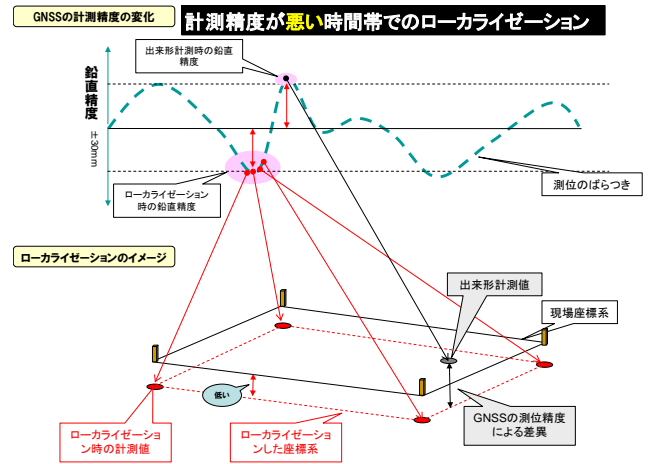 GNSSの計測精度の変化
計測精度が悪い時間帯でのローカライゼーション
出来形計測時の鉛直
精度
鉛直精度
±30mm
ローカライゼーション
時の鉛直精度
測位のばらつき
ローカライゼーションのイメージ
出来形計測値
現場座標系
低い
ローカライゼーショ
ン時の計測値
ローカライゼーショ
ンした座標系
GNSSの測位精度
による差異